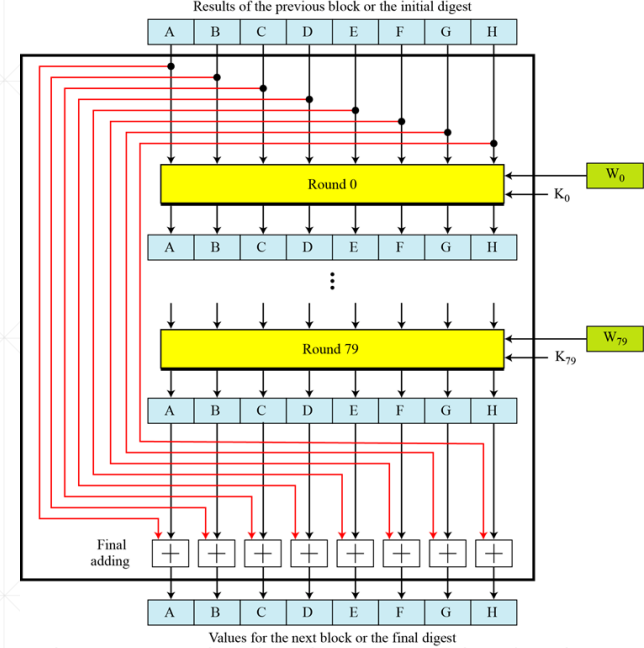 Results of the previous block or the initial digest
A B C D E F G H
Round 0
W0
K0
A B C D E F G H
Round 79
W79
K79
A B C D E F G H
Final
adding
+ + + + + + + +
A B C D E F G H
Values for the next block or the final digest